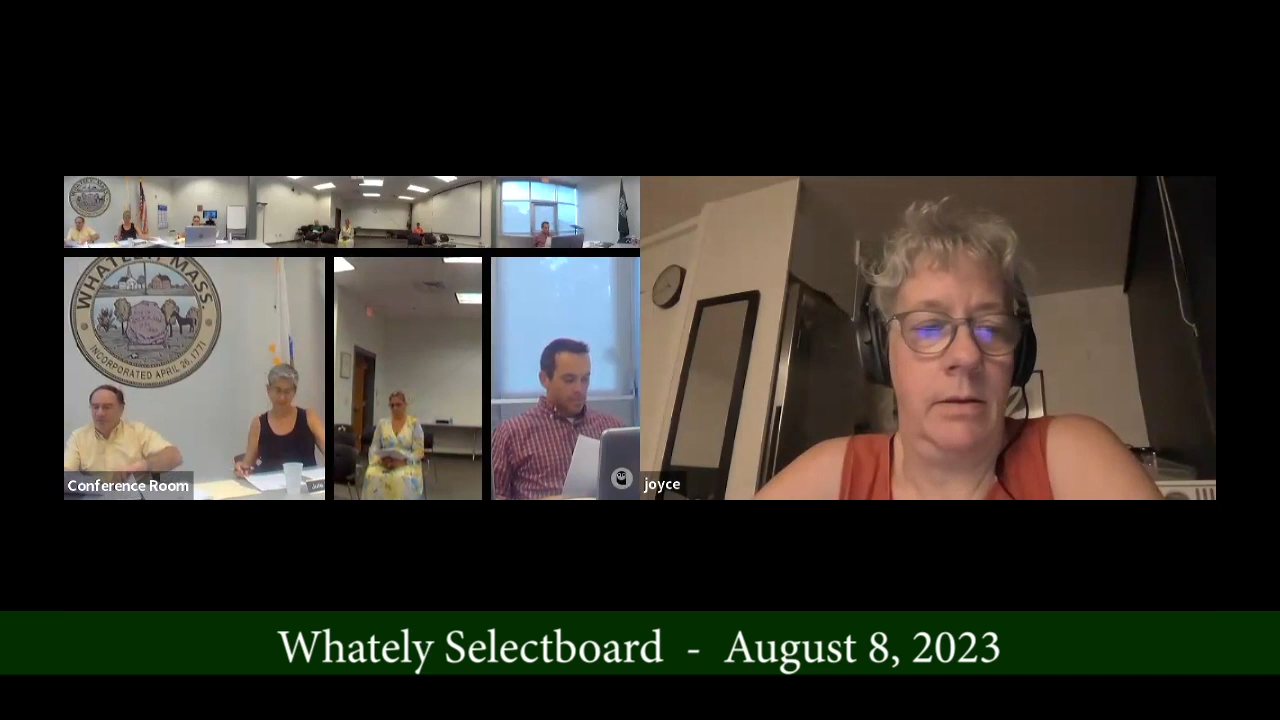 WHATELY MASS
INCORPORATED APRIL 26, 1771
Conference Room
joyce
Whately Selectboard - August 8, 2023